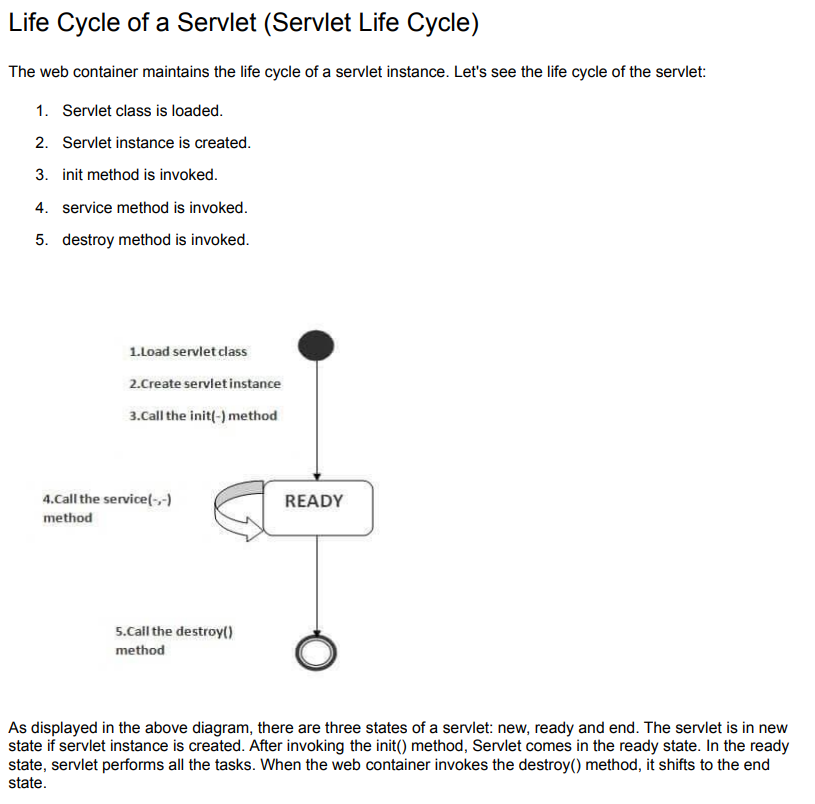 Life Cycle of a Servlet (Servlet Life Cycle)
The web container maintains the life cycle of a servlet instance. Let's see the life cycle of the servlet:
1. Servlet class is loaded.
2. Servlet instance is created.
3. init method is invoked.
4. service method is invoked.
5. destroy method is invoked.
1.Load servlet class
2.Create servlet instance
3.Call the init(-) method
4.Call the service(-,-)
method
READY
5.Call the destroy()
method
As displayed in the above diagram, there are three states of a servlet: new, ready and end. The servlet is in new
state if servlet instance is created. After invoking the init() method, Servlet comes in the ready state. In the ready
state, servlet performs all the tasks. When the web container invokes the destroy() method, it shifts to the end
state.